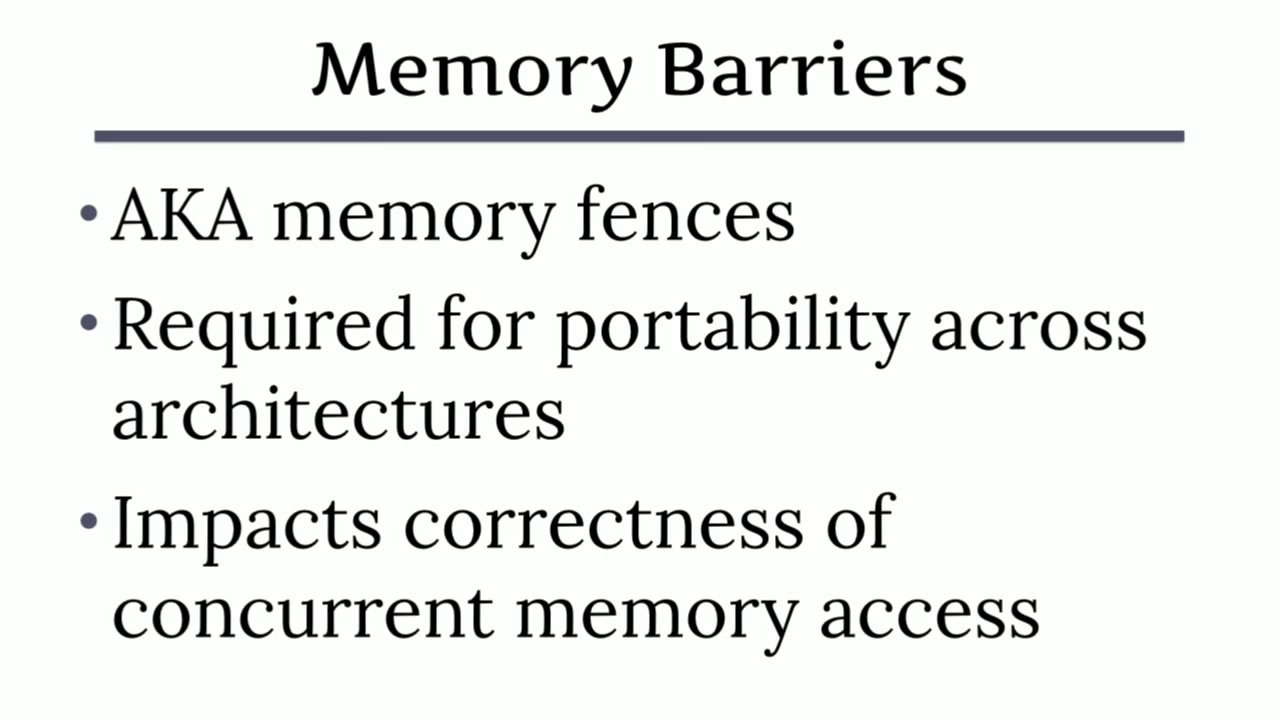 Memory Barriers
• AKA memory fences
• Required for portability across
architectures
• Impacts correctness of
concurrent memory access